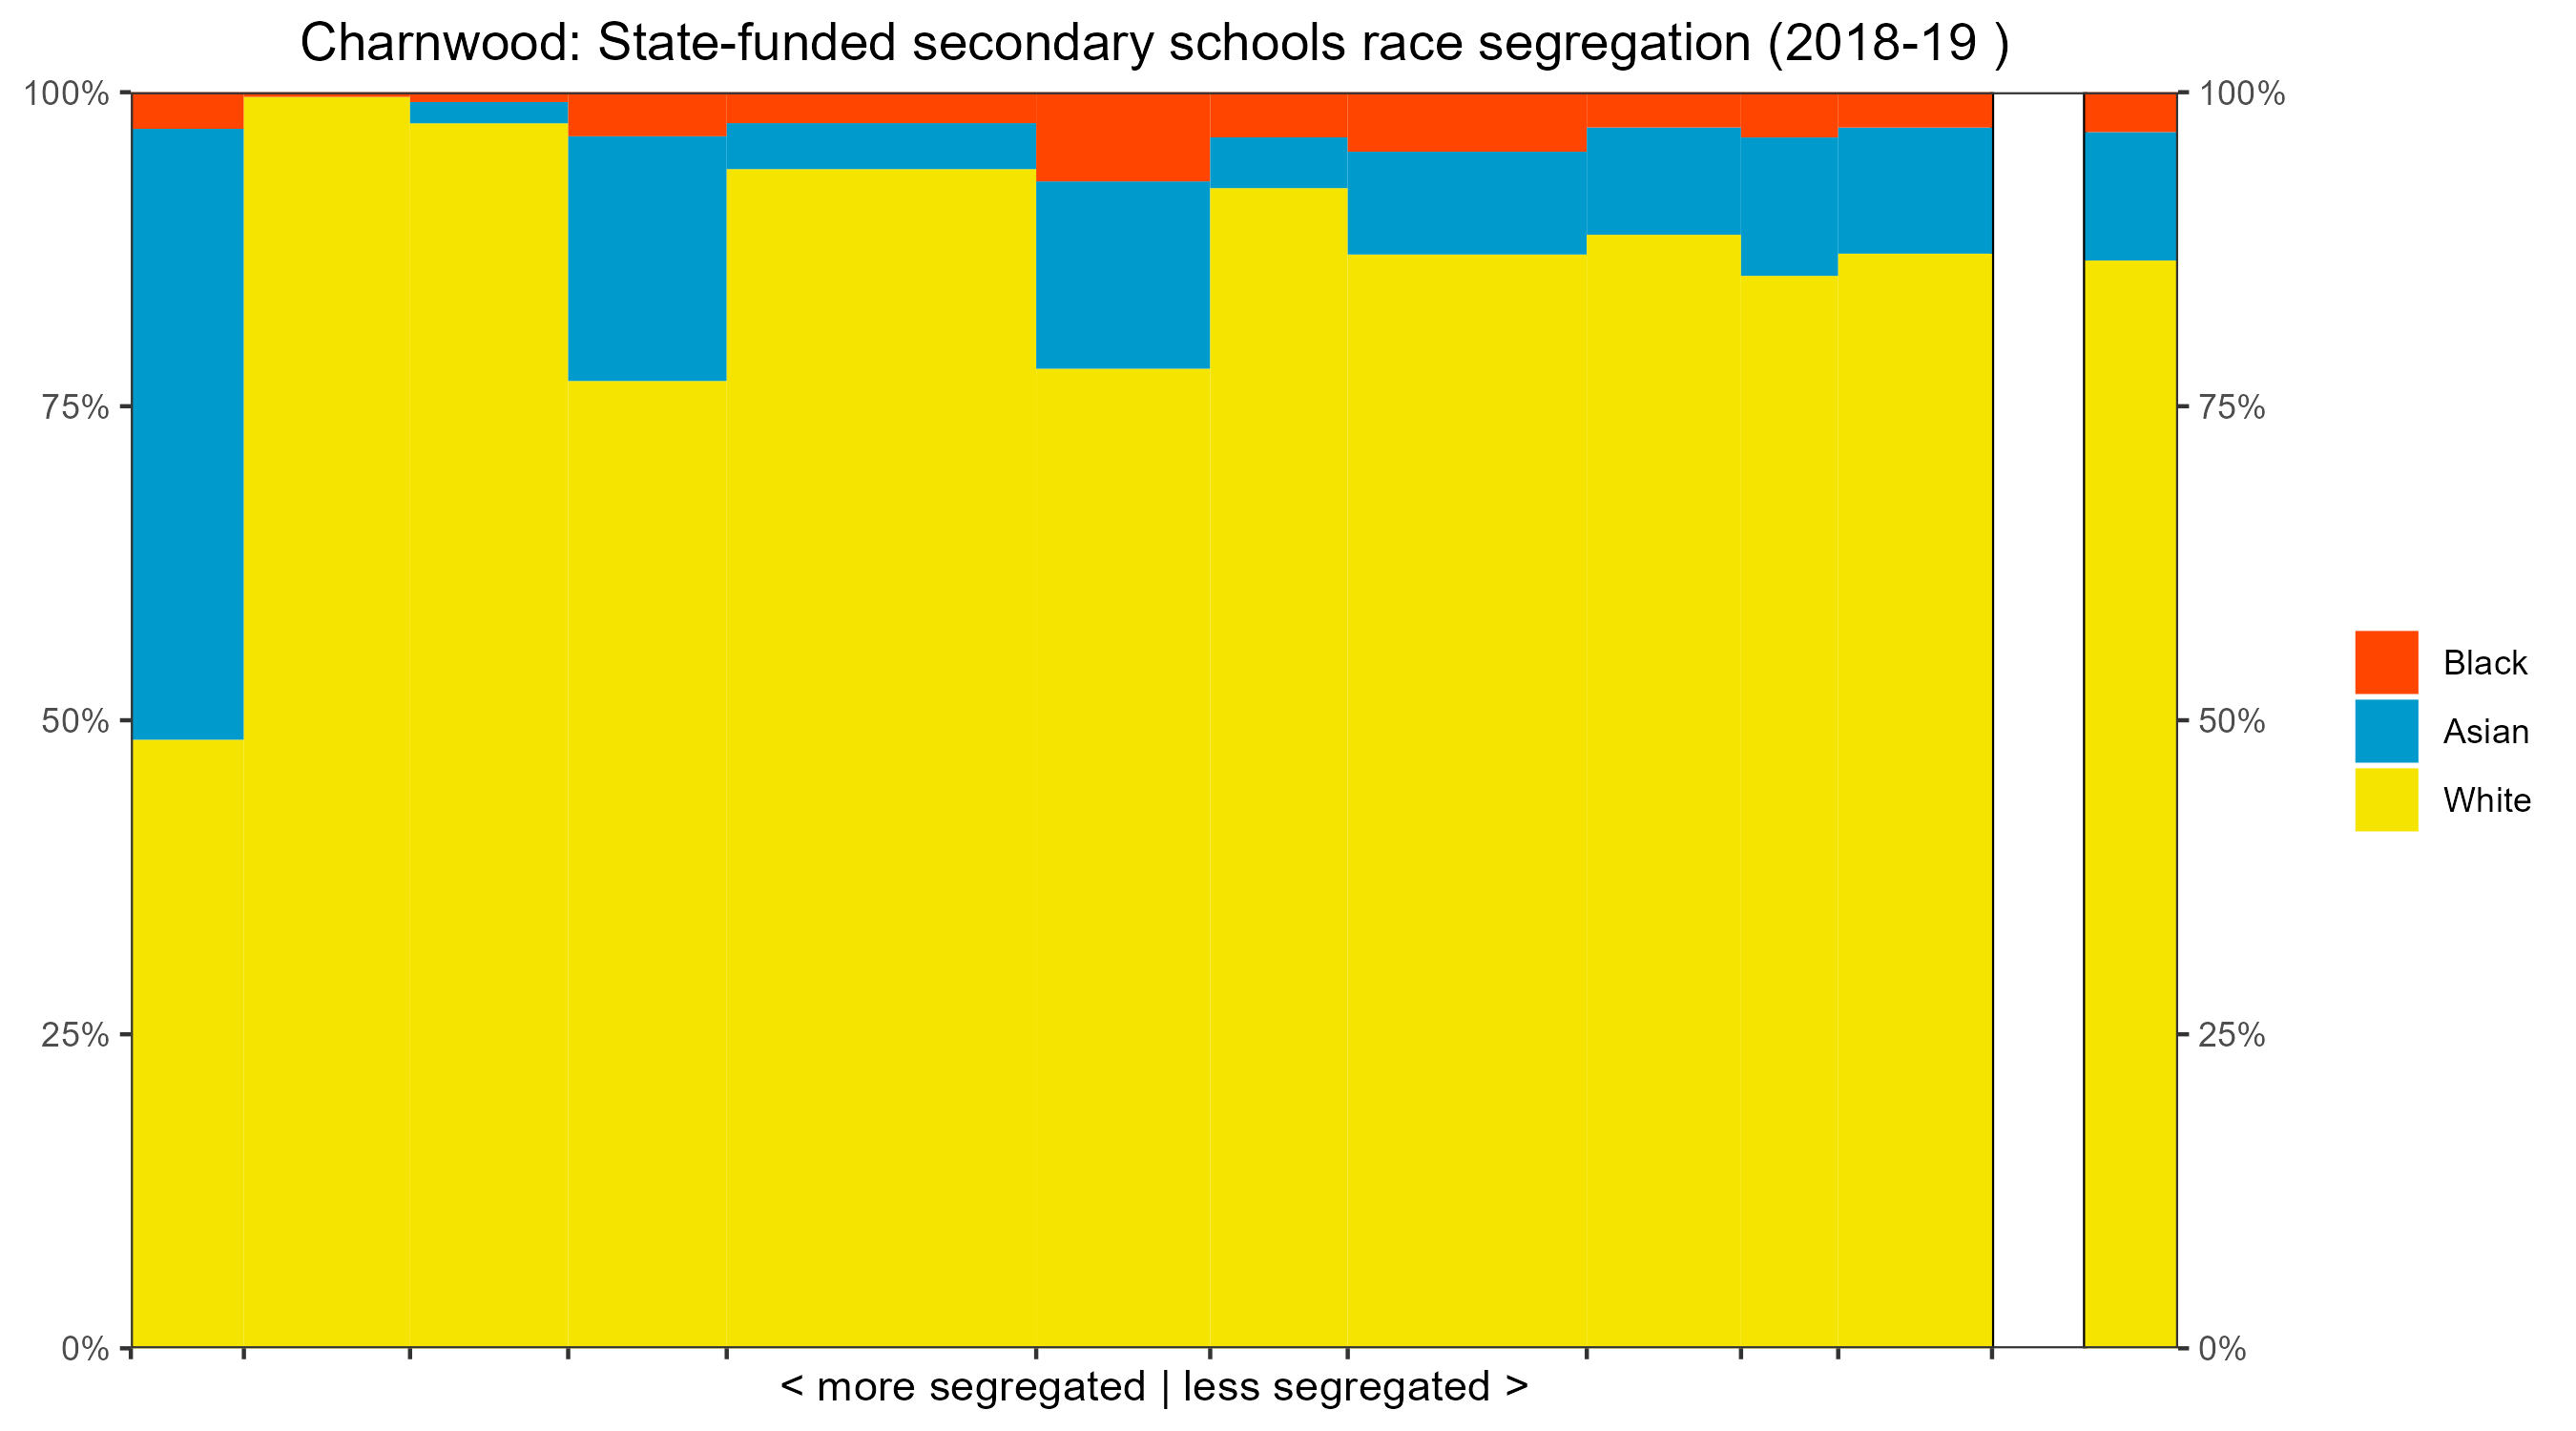 Charnwood: State-funded secondary schools race segregation (2018-19 )
100%
75%
50%
25%
0%
100%
75%
50%
25%
0%
Black
Asian
White
< more segregated | less segregated >